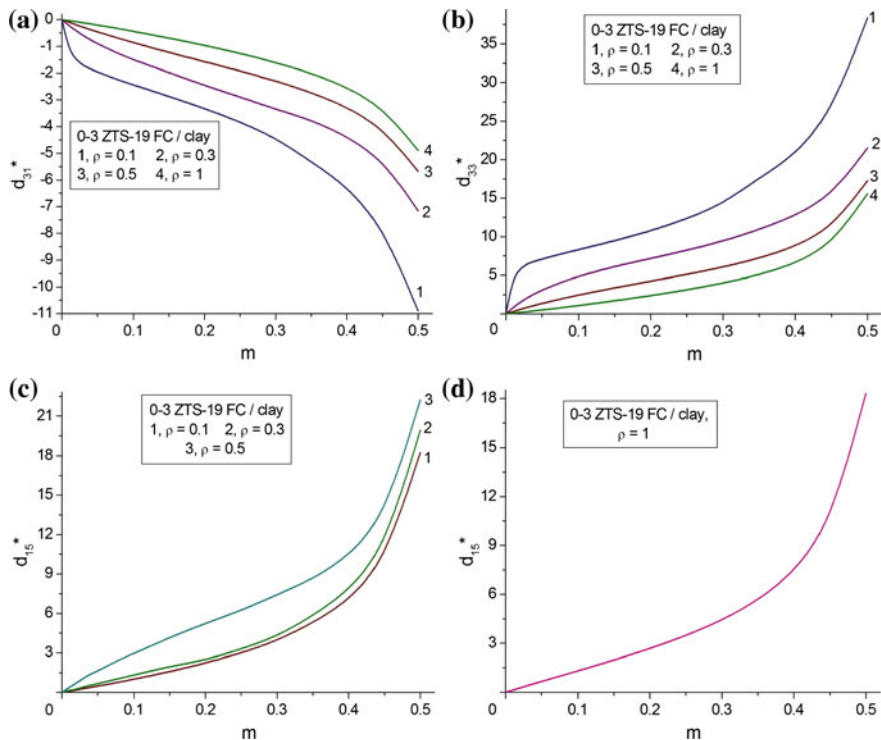 (a)
0
-1
-2
-3
-4
-5
-6
-7
-8
-9
-10
-11
d31*
0-3 ZTS-19 FC / clay
1, ρ = 0.1 2, ρ = 0.3
3, ρ = 0.5 4, ρ = 1
4
3
2
1
0 0.1 0.2 0.3 0.4 0.5
m
(b)
35
30
25
20
15
10
5
d33*
0-3 ZTS-19 FC / clay
1, ρ = 0.1 2, ρ = 0.3
3, ρ = 0.5 4, ρ = 1
1
2
3
4
0 0.1 0.2 0.3 0.4 0.5
m
(c)
21
18
15
12
9
6
3
d15*
0-3 ZTS-19 FC / clay
1, ρ = 0.1 2, ρ = 0.3
3, ρ = 0.5
3
2
1
0 0.1 0.2 0.3 0.4 0.5
m
(d)
18
15
12
9
6
3
d15*
0-3 ZTS-19 FC / clay,
ρ = 1
0 0.1 0.2 0.3 0.4 0.5
m